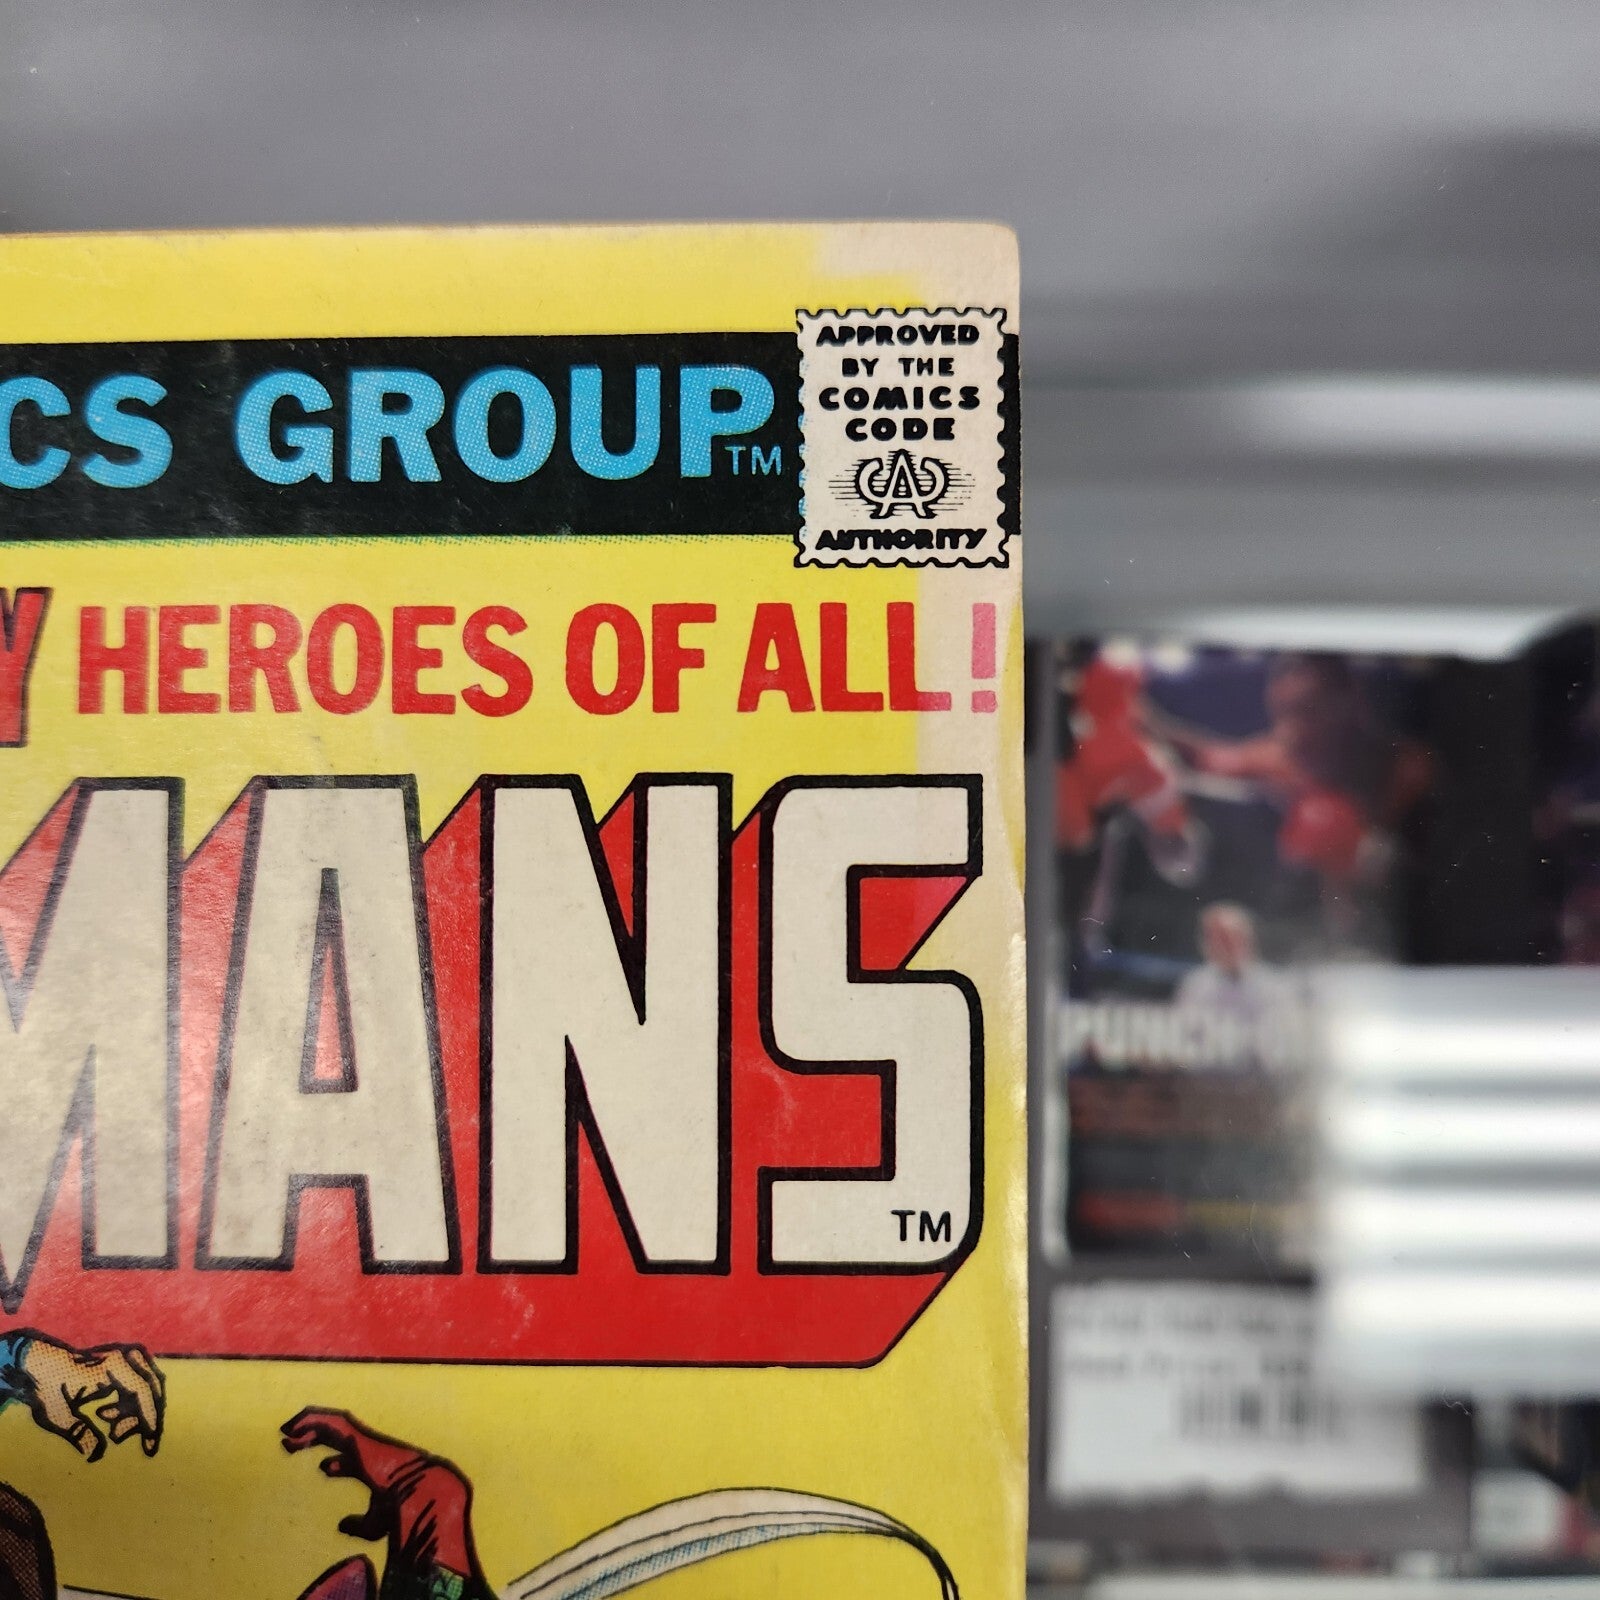 CS GROUP TM
APPROVED
BY THE
COMICS
CODE
AUTHORITY
Y HEROES OF ALL!
MANS
TM
PUNCH-